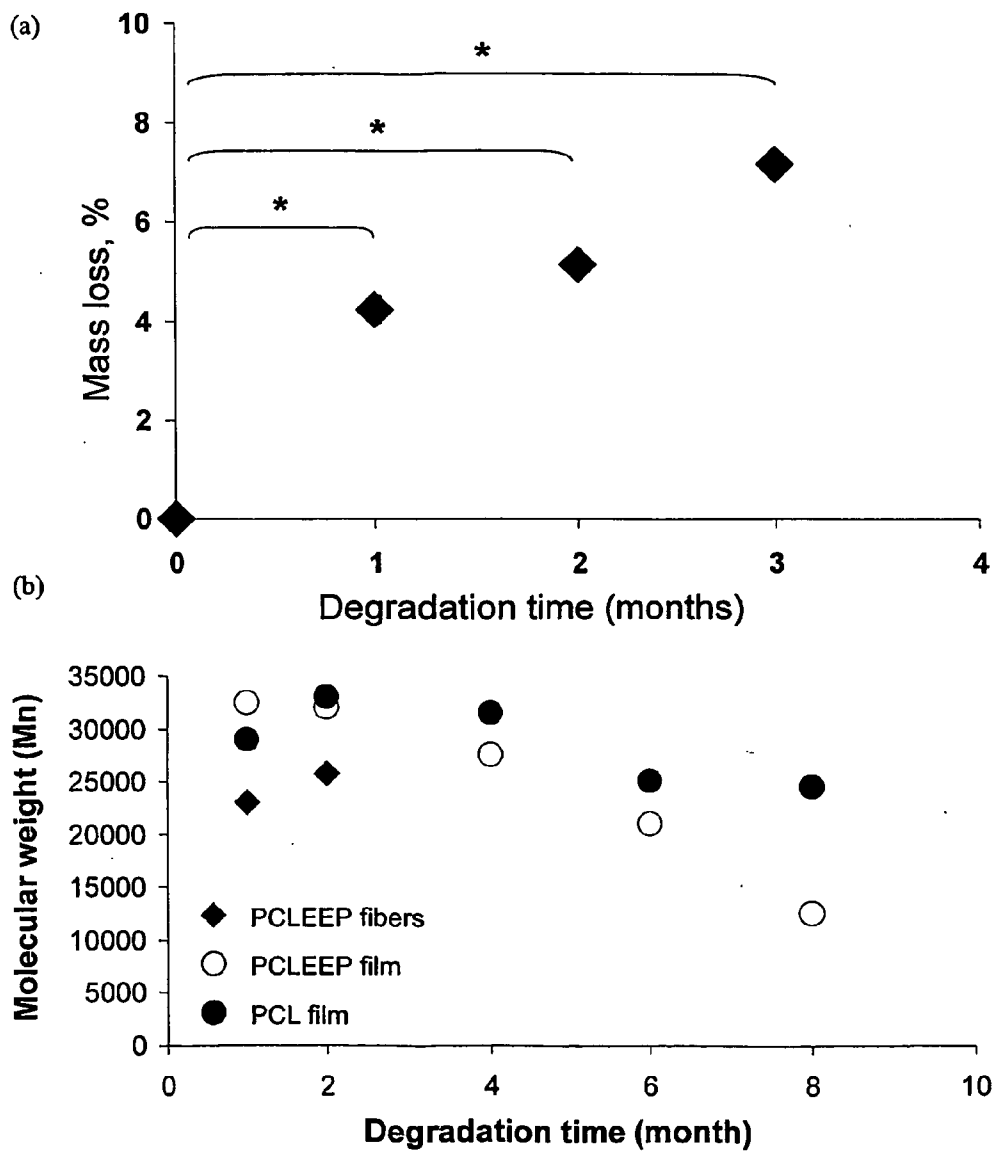 (a)
10
8
6
4
2
0
Mass loss, %
*
*
*
0 1 2 3 4
Degradation time (months)
(b)
35000
30000
25000
20000
15000
10000
5000
0
Molecular weight (Mn)
PCLEEP fibers
PCLEEP film
PCL film
0 2 4 6 8 10
Degradation time (month)